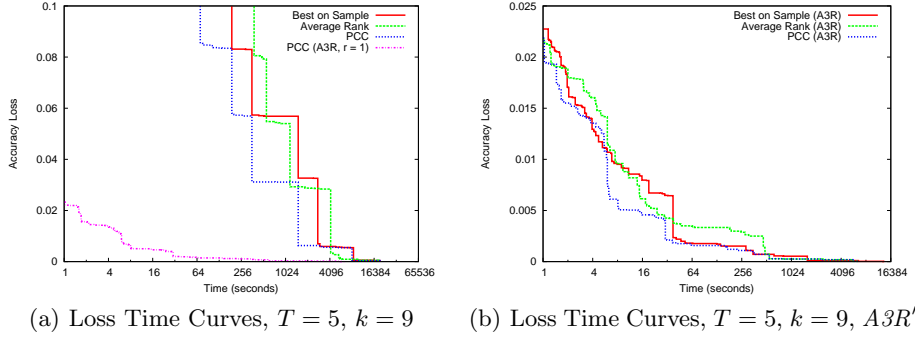 0.1
0.08
0.06
0.04
0.02
0
Accuracy Loss
1 4 16 64 256 1024 4096 16384 65536
Time (seconds)
Best on Sample
Average Rank
PCC
PCC (A3R, r = 1)
(a) Loss Time Curves, T = 5, k = 9
0.025
0.02
0.015
0.01
0.005
0
Accuracy Loss
1 4 16 64 256 1024 4096 16384
Time (seconds)
Best on Sample (A3R)
Average Rank (A3R)
PCC (A3R)
(b) Loss Time Curves, T = 5, k = 9, A3R′